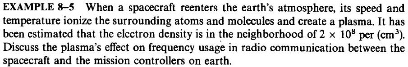 EXAMPLE 8–5 When a spacecraft reenters the earth's atmosphere, its speed and
temperature ionize the surrounding atoms and molecules and create a plasma. It has
been estimated that the electron density is in the neighborhood of 2 × 10⁸ per (cm³).
Discuss the plasma's effect on frequency usage in radio communication between the
spacecraft and the mission controllers on earth.